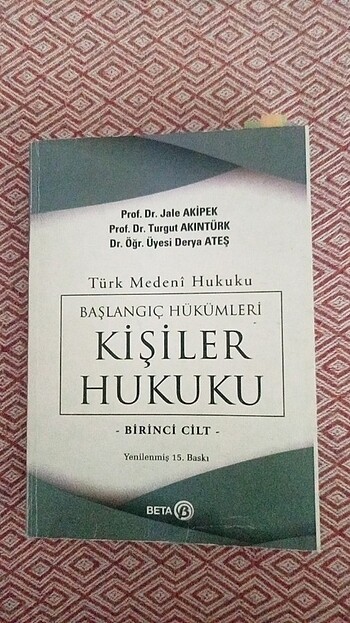 Prof. Dr. Jale AKİPEK
Prof. Dr. Turgut AKINTÜRK
Dr. Öğr. Üyesi Derya ATEŞ
Türk Medenî Hukuku
BAŞLANGIÇ HÜKÜMLERİ
KİŞİLER
HUKUKU
- BİRİNCİ CİLT -
Yenilenmiş 15. Baskı
BETA B